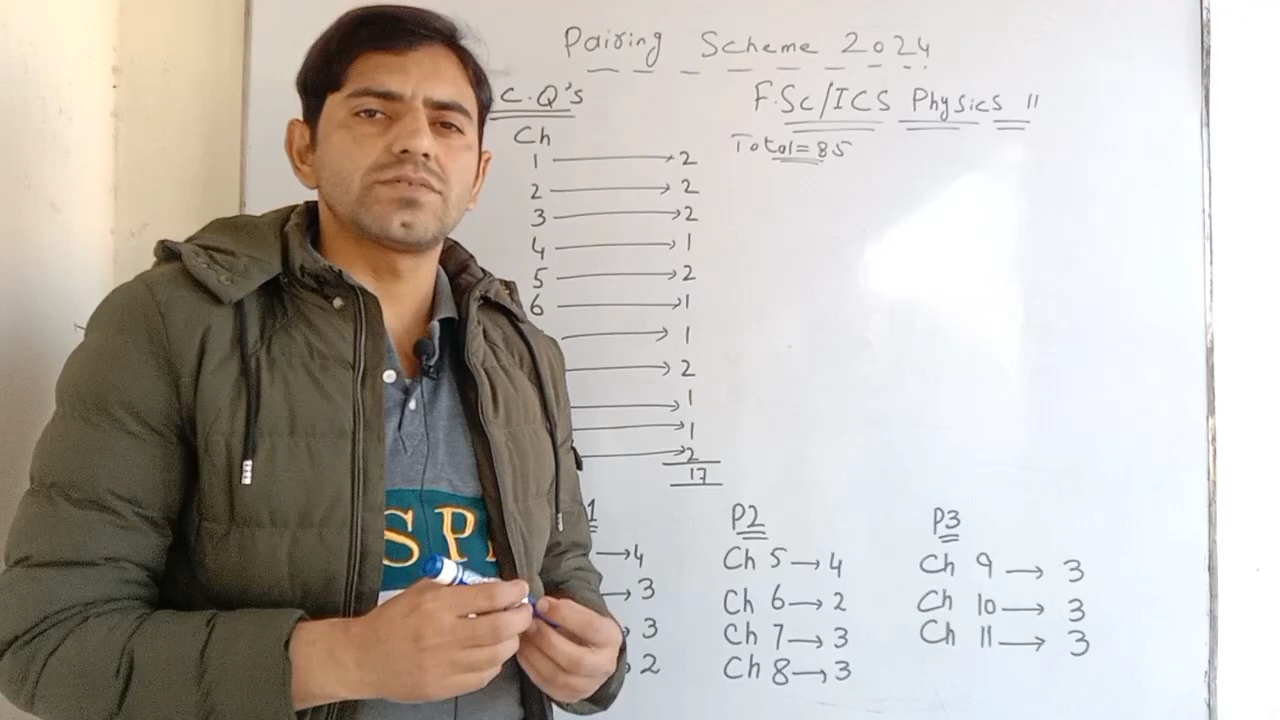 Pairing Scheme 2024
C.Q's
F.Sc/ICS Physics II
Total=85
Ch
1 → 2
2 → 2
3 → 2
4 → 1
5 → 2
6 → 1
→ 1
→ 2
→ 1
→ 1
→ 2
17
1
→ 4
→ 3
→ 3
2
P2
Ch 5 → 4
Ch 6 → 2
Ch 7 → 3
Ch 8 → 3
P3
Ch 9 → 3
Ch 10 → 3
Ch 11 → 3
SP